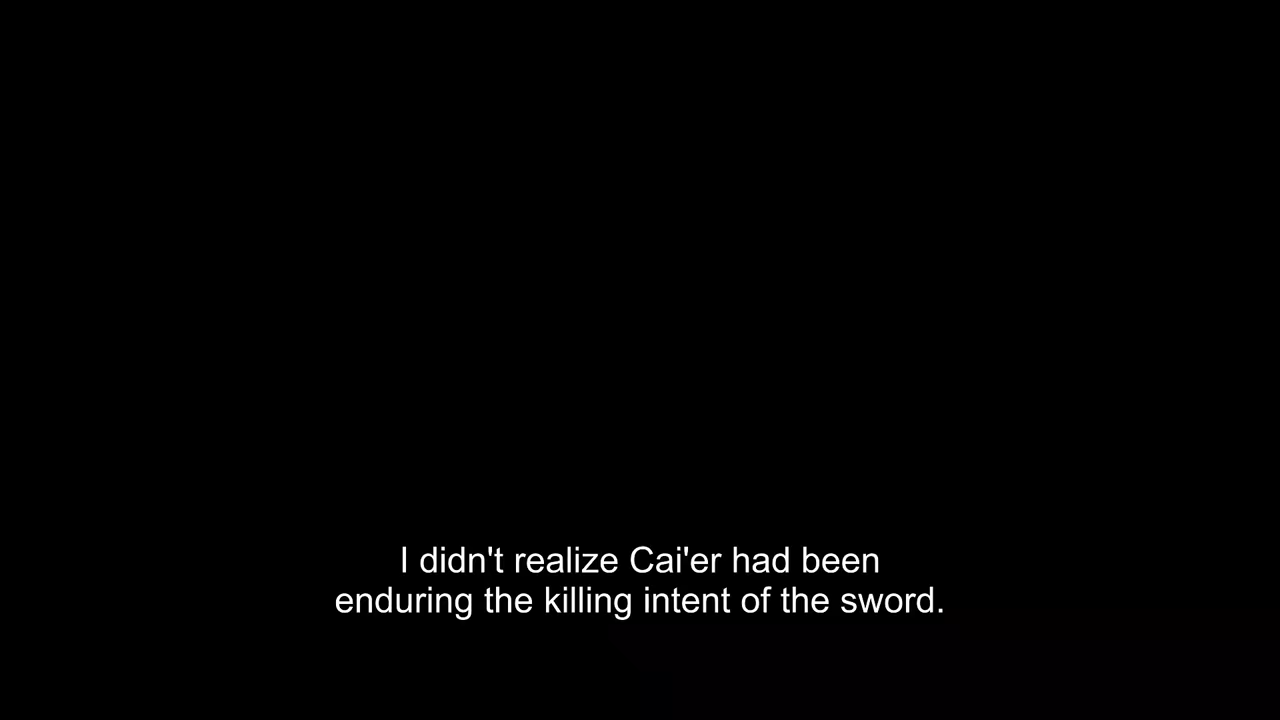 I didn't realize Cai'er had been
enduring the killing intent of the sword.